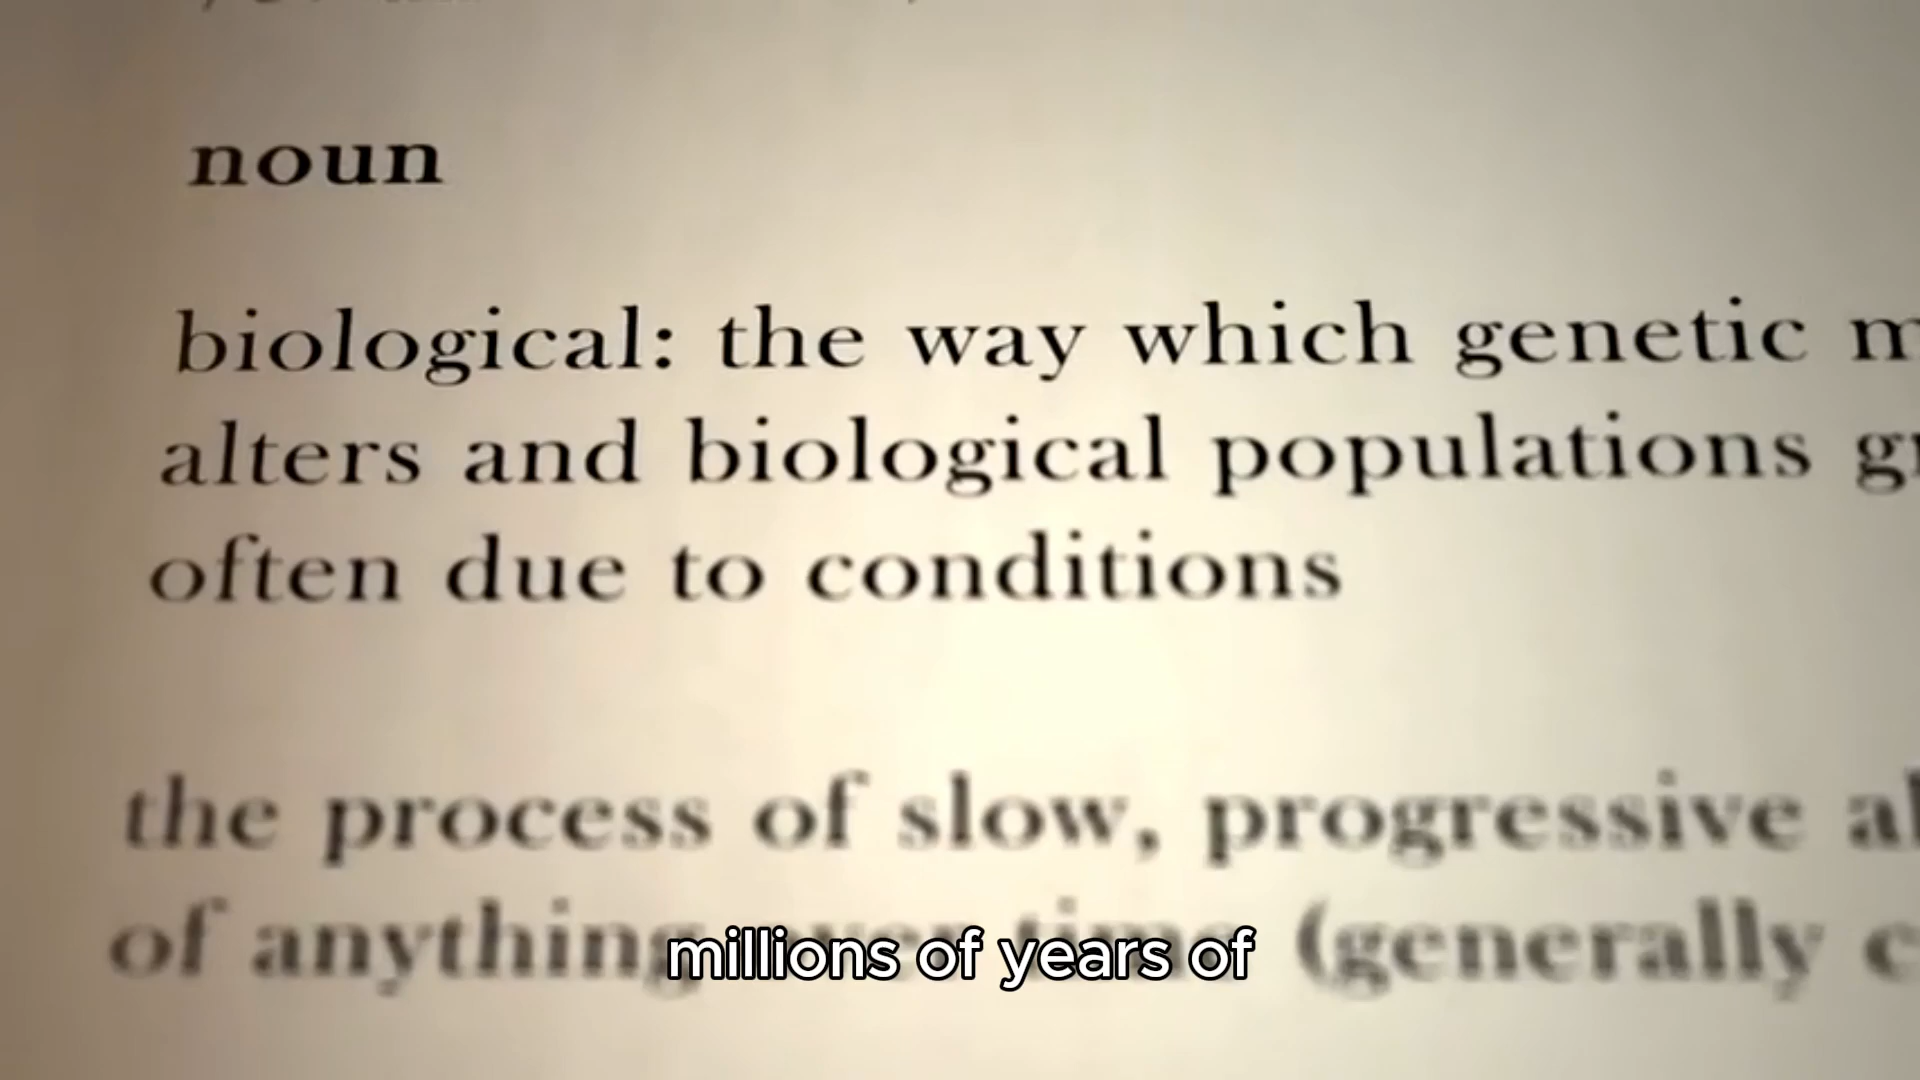 noun
biological: the way which genetic
alters and biological populations
often due to conditions
the process of slow, progressive
of anything time (generally
millions of years of